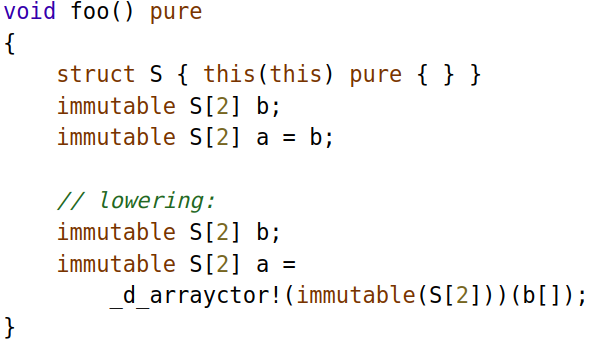 void foo() pure
{
    struct S { this(this) pure { } }
    immutable S[2] b;
    immutable S[2] a = b;

    // lowering:
    immutable S[2] b;
    immutable S[2] a =
        _d_arrayctor!(immutable(S[2]))(b[]);
}